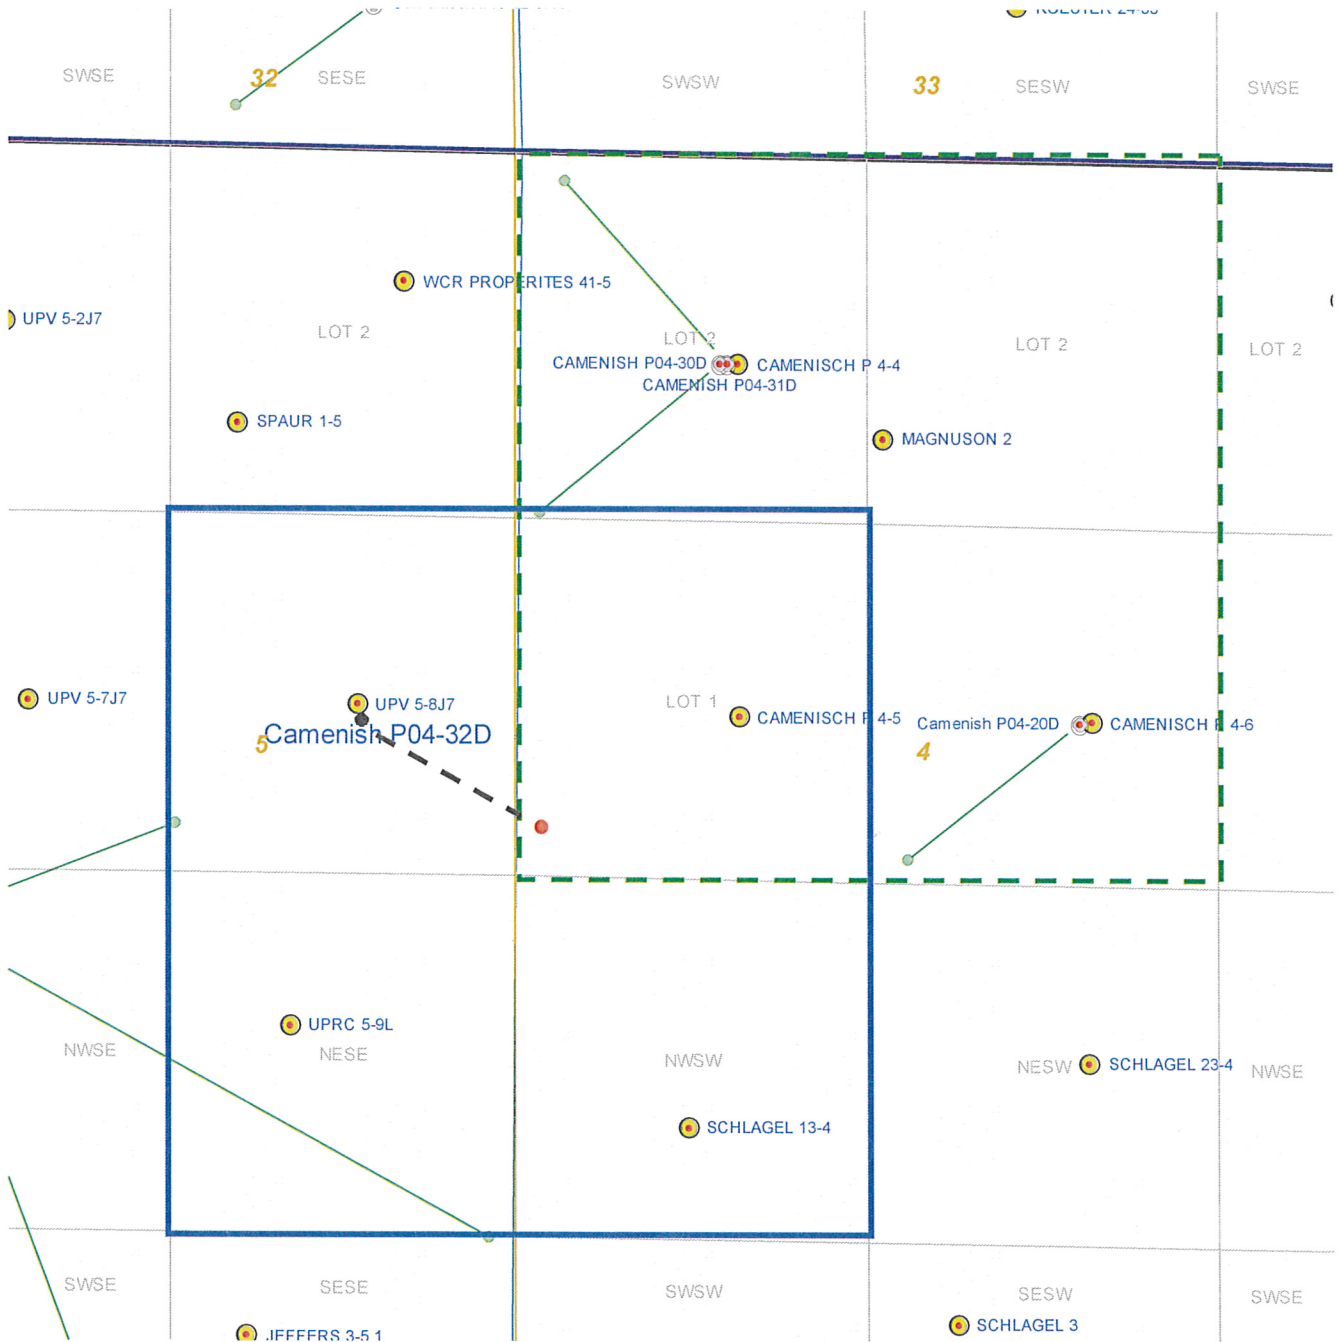 32
33
SWSE
SESE
SWSW
SESW
SWSE
WCR PROPERITES 41-5
UPV 5-2J7
LOT 2
LOT 2
LOT 2
LOT 2
CAMENISH P04-30D
CAMENISCH P 4-4
CAMENISH P04-31D
SPAUR 1-5
MAGNUSON 2
UPV 5-7J7
UPV 5-8J7
LOT 1
CAMENISCH P 4-5
Camenish P04-20D
CAMENISCH P 4-6
Camenish P04-32D
5
4
UPRC 5-9L
NWSE
NESE
NWSW
NESW
SCHLAGEL 23-4
NWSE
SCHLAGEL 13-4
SWSE
SESE
SWSW
SESW
SWSE
JEFFERS 3-5 1
SCHLAGEL 3